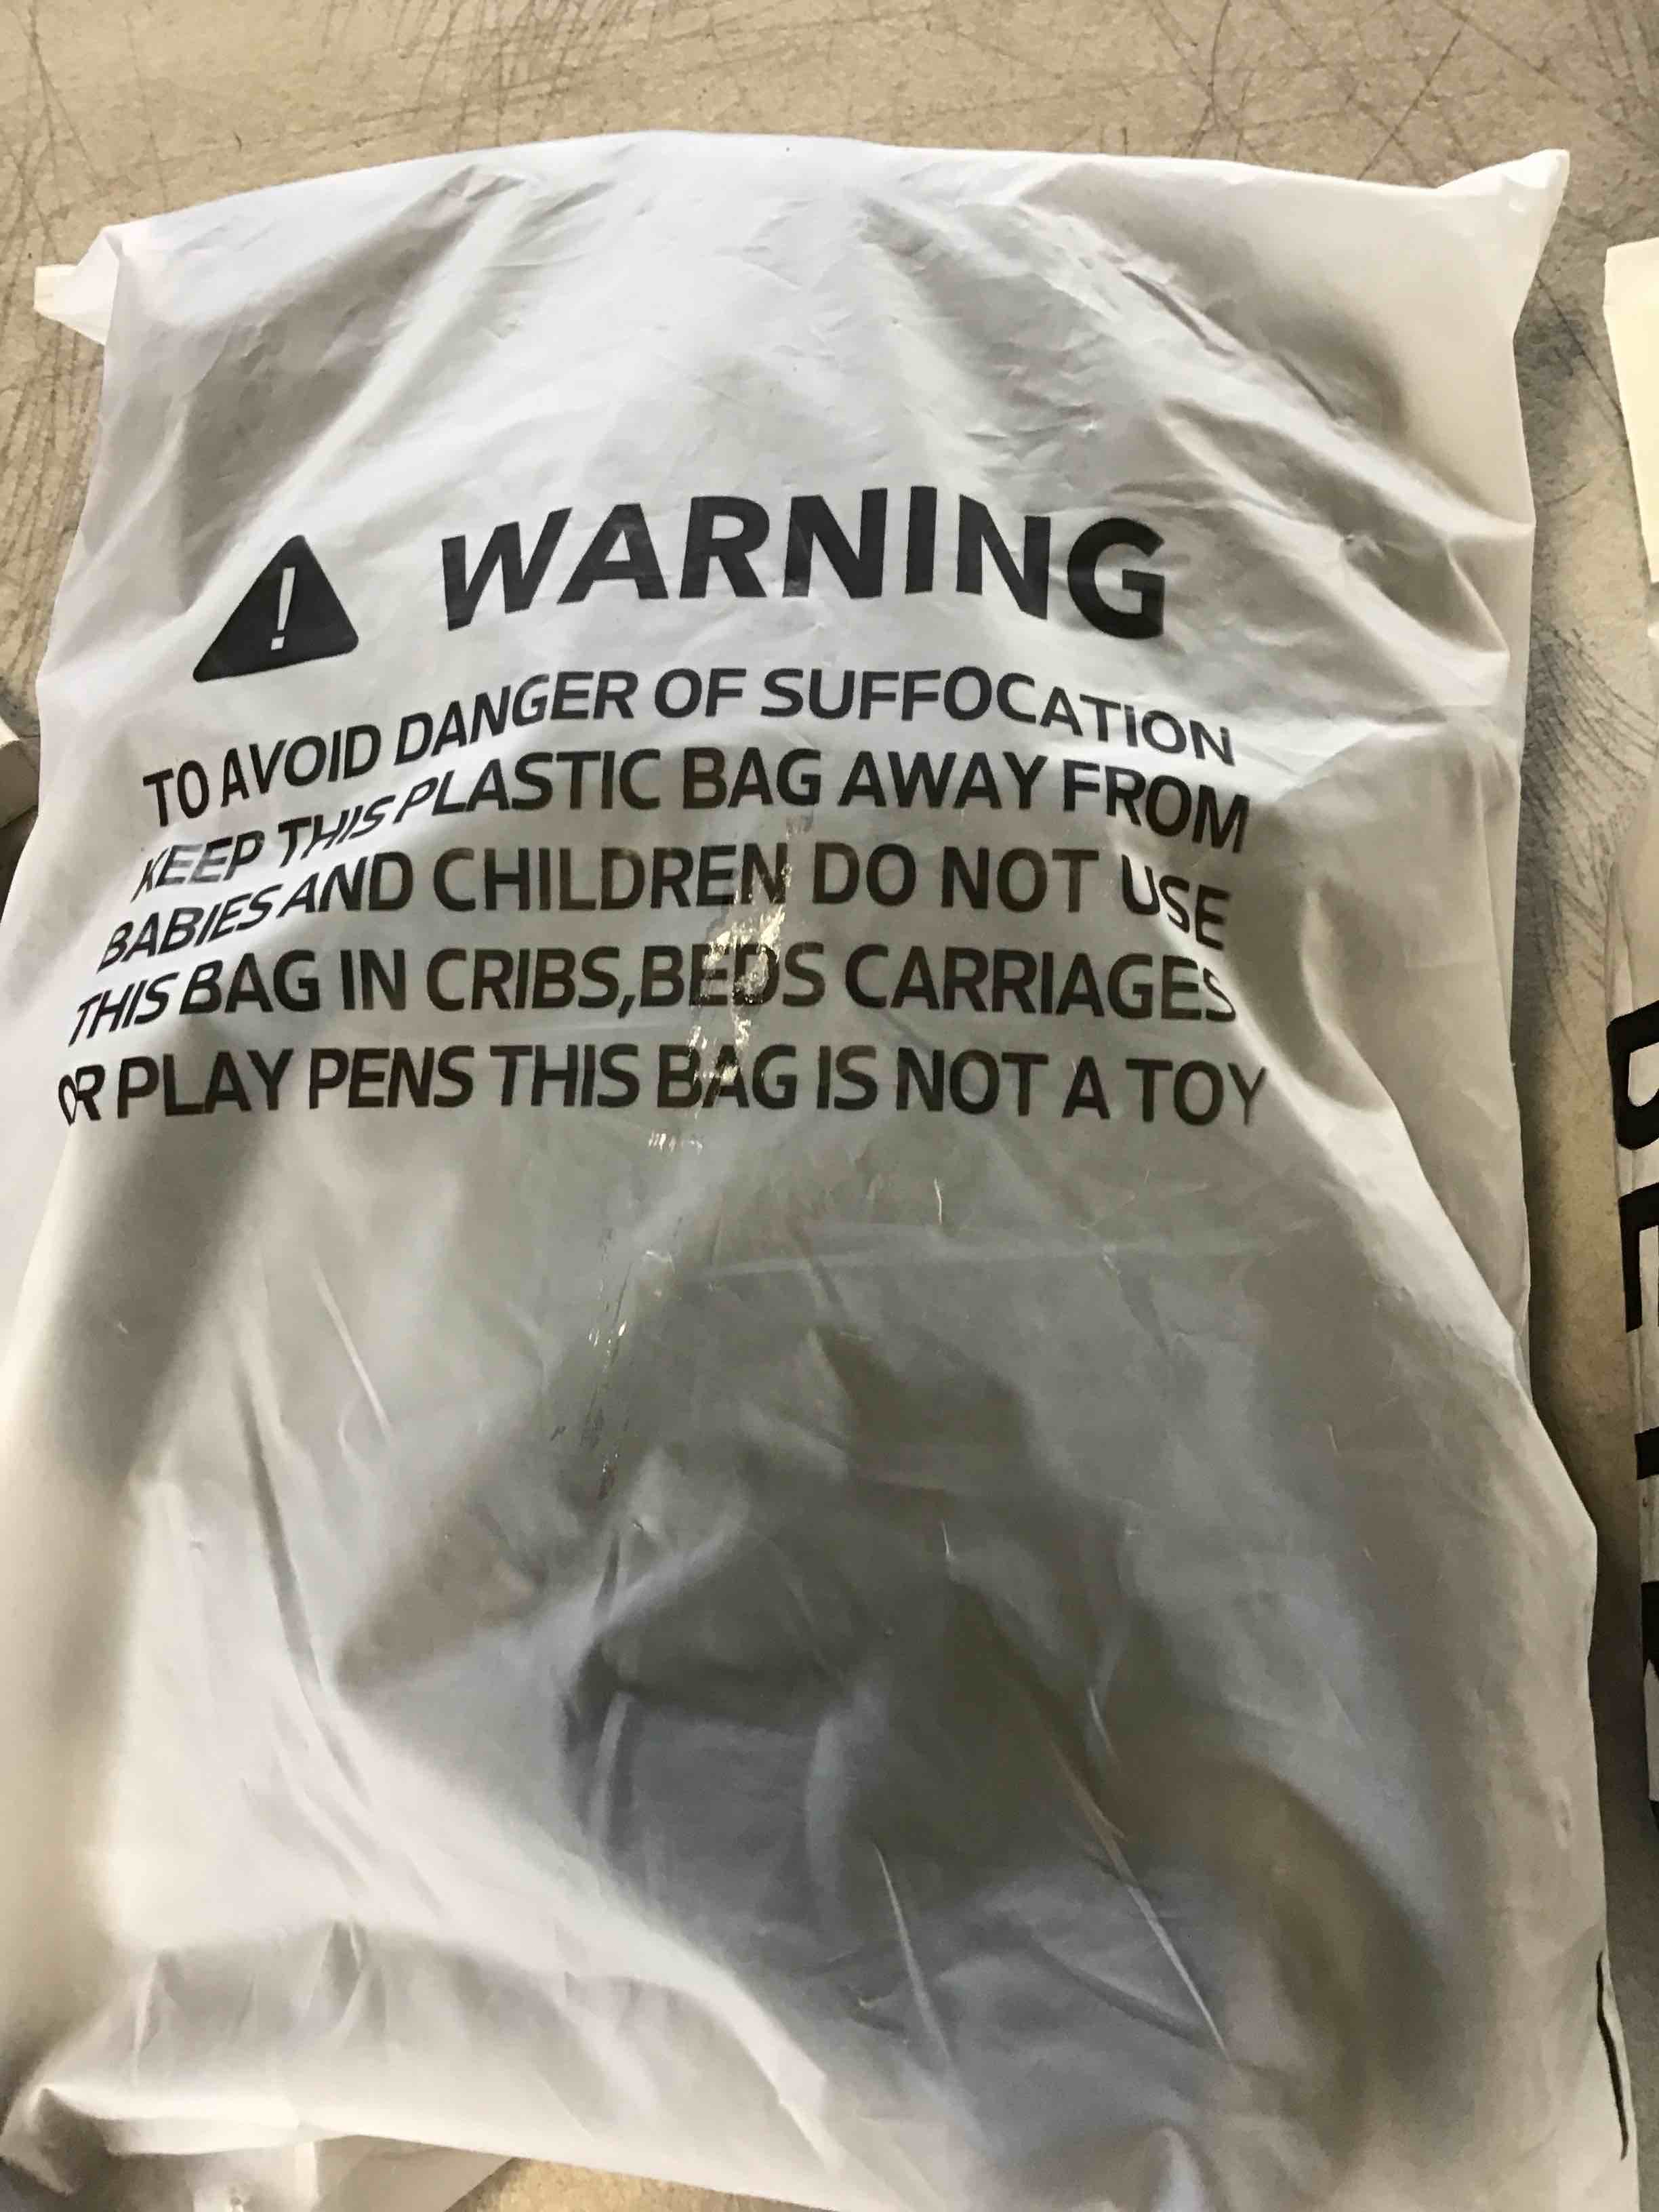 WARNING
TO AVOID DANGER OF SUFFOCATION
KEEP THIS PLASTIC BAG AWAY FROM
BABIES AND CHILDREN DO NOT USE
THIS BAG IN CRIBS,BEDS CARRIAGES
OR PLAY PENS THIS BAG IS NOT A TOY